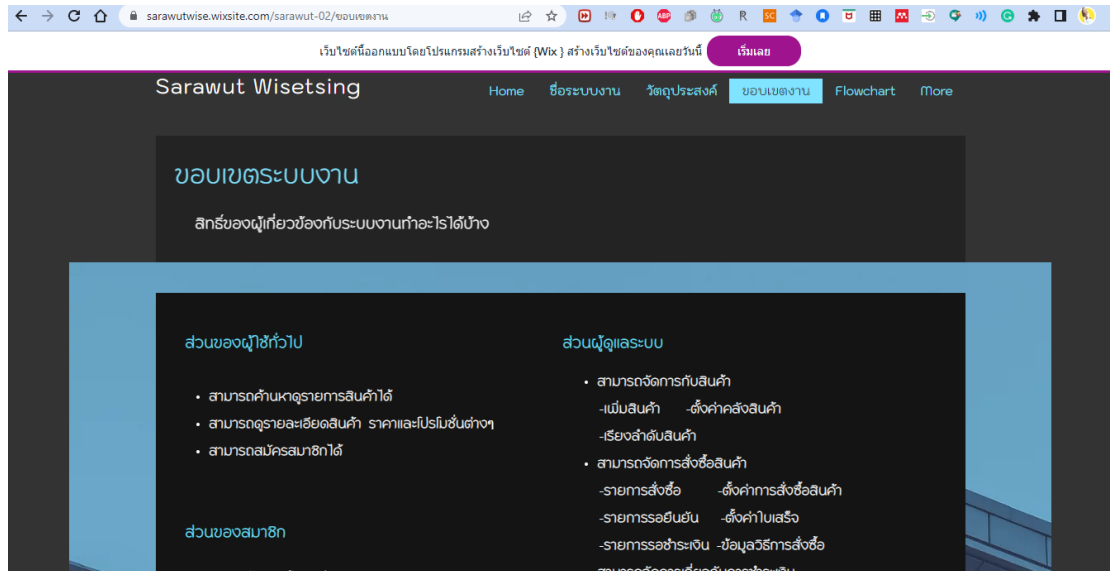 sarawutwise.wixsite.com/sarawut-02/ขอบเขตงาน
เว็บไซต์นี้ออกแบบโดยโปรแกรมสร้างเว็บไซต์ {Wix } สร้างเว็บไซต์ของคุณเลยวันนี้ เริ่มเลย
Sarawut Wisetsing
Home ชื่อระบบงาน วัตถุประสงค์ ขอบเขตงาน Flowchart More
ขอบเขตระบบงาน
สิทธิ์ของผู้เกี่ยวข้องกับระบบงานทำอะไรได้บ้าง
ส่วนของผู้ใช้ทั่วไป
• สามารถค้นหาดูรายการสินค้าได้
• สามารถดูรายละเอียดสินค้า ราคาและโปรโมชั่นต่างๆ
• สามารถสมัครสมาชิกได้
ส่วนของสมาชิก
ส่วนผู้ดูแลระบบ
• สามารถจัดการกับสินค้า
-เพิ่มสินค้า -ตั้งค่าคลังสินค้า
-เรียงลำดับสินค้า
• สามารถจัดการสั่งซื้อสินค้า
-รายการสั่งซื้อ -ตั้งค่าการสั่งซื้อสินค้า
-รายการรอยืนยัน -ตั้งค่าใบเสร็จ
-รายการรอชำระเงิน -ข้อมูลวิธีการสั่งซื้อ